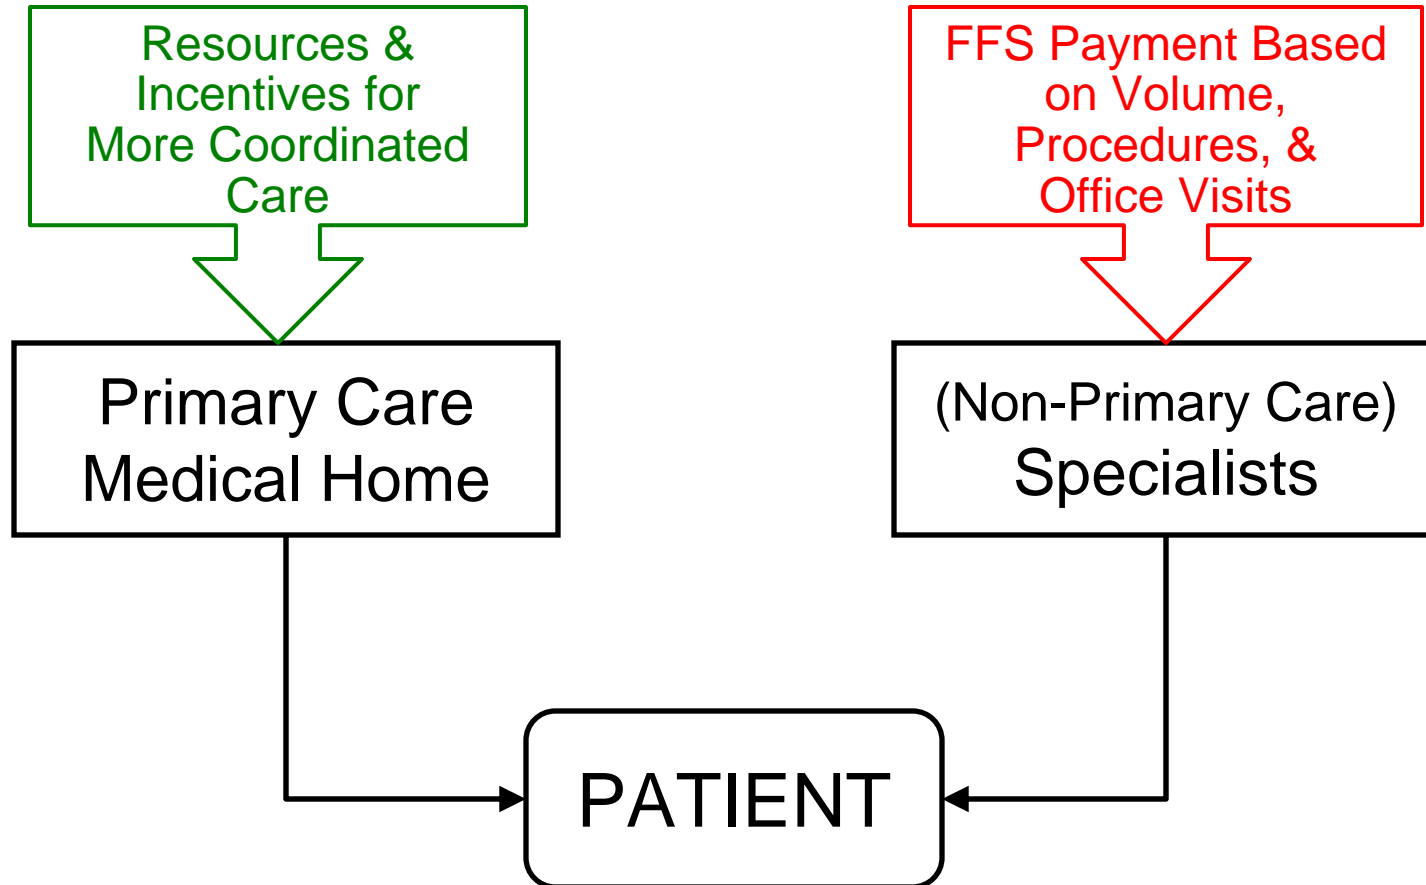 Resources &
Incentives for
More Coordinated
Care
FFS Payment Based
on Volume,
Procedures, &
Office Visits
Primary Care
Medical Home
(Non-Primary Care)
Specialists
PATIENT